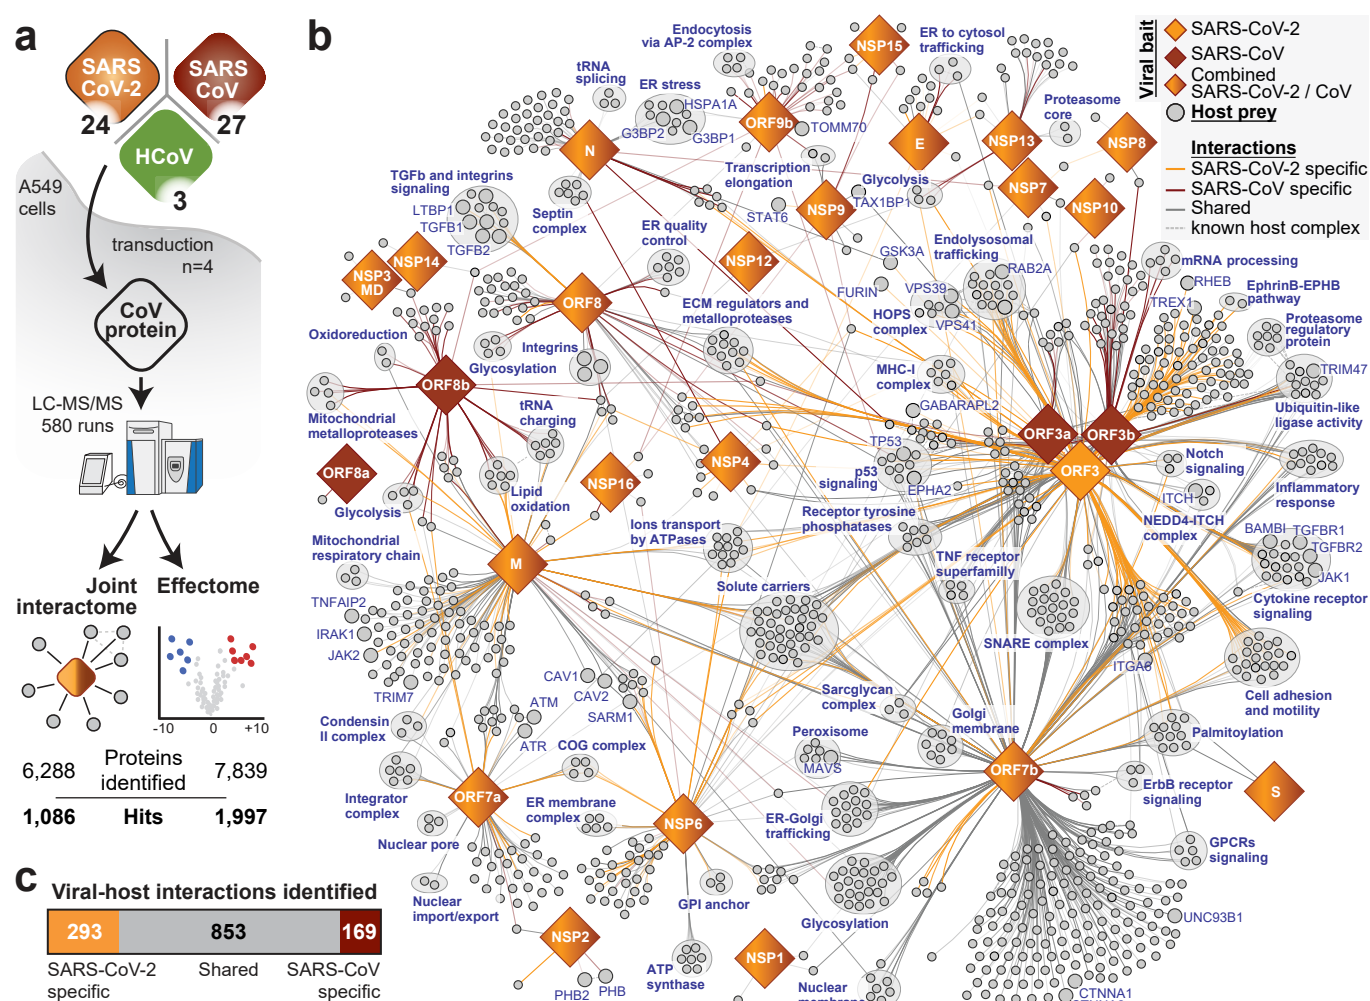 a
SARS
CoV-2
24
SARS
CoV
27
HCoV
3
A549
cells
transduction
n=4
CoV
protein
LC-MS/MS
580 runs
Joint
interactome
Effectome
-10
0
+10
6,288
Proteins
identified
7,839
1,086
Hits
1,997
b
Viral bait
SARS-CoV-2
SARS-CoV
Combined
SARS-CoV-2 / CoV
Host prey
Interactions
SARS-CoV-2 specific
SARS-CoV specific
Shared
known host complex
Endocytosis
via AP-2 complex
NSP15
ER to cytosol
trafficking
tRNA
splicing
ER stress
HSPA1A
G3BP2
G3BP1
N
ORF9b
TOMM70
E
NSP13
Proteasome
core
NSP8
Transcription
elongation
Glycolysis
NSP7
NSP10
TGFb and integrins
signaling
LTBP1
TGFB1
TGFB2
Septin
complex
STAT6
NSP9
TAX1BP1
ER quality
control
NSP12
GSK3A
Endolysosomal
trafficking
RAB2A
mRNA processing
RHEB
TREX1
EphrinB-EPHB
pathway
NSP14
NSP3
MD
ORF8
FURIN
VPS39
HOPS
complex
VPS41
ECM regulators and
metalloproteases
Proteasome
regulatory
protein
Oxidoreduction
Integrins
Glycosylation
MHC-I
complex
TRIM47
ORF8b
GABARAPL2
Ubiquitin-like
ligase activity
Mitochondrial
metalloproteases
tRNA
charging
TP53
ORF3a
ORF3b
ORF3
ORF8a
NSP4
p53
signaling
EPHA2
Notch
signaling
ITCH
Inflammatory
response
Glycolysis
Lipid
oxidation
NSP16
Receptor tyrosine
phosphatases
NEDD4-ITCH
complex
Ions transport
by ATPases
BAMBI
TGFBR1
TGFBR2
JAK1
Mitochondrial
respiratory chain
M
TNF receptor
superfamilly
Cytokine receptor
signaling
Solute carriers
TNFAIP2
IRAK1
JAK2
SNARE complex
ITGA6
TRIM7
CAV1
CAV2
SARM1
Sarcglycan
complex
Cell adhesion
and motility
ATM
ATR
Golgi
membrane
Condensin
II complex
COG complex
Peroxisome
MAVS
Palmitoylation
ORF7b
Integrator
complex
ORF7a
ER membrane
complex
NSP6
ER-Golgi
trafficking
ErbB receptor
signaling
S
Nuclear pore
GPCRs
signaling
Nuclear
import/export
GPI anchor
Glycosylation
UNC93B1
NSP2
ATP
synthase
NSP1
Nuclear
membrane
PHB2
PHB
CTNNA1
c
Viral-host interactions identified
293
853
169
SARS-CoV-2
specific
Shared
SARS-CoV
specific